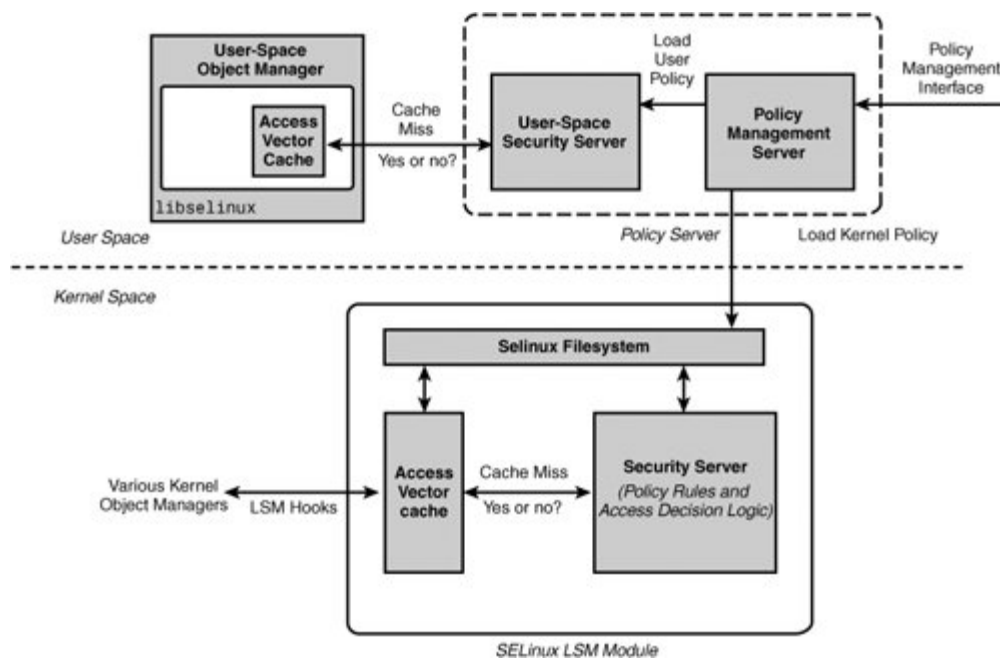 User-Space
Object Manager
Access
Vector
Cache
libselinux
User Space
Cache
Miss
Yes or no?
User-Space
Security Server
Load
User
Policy
Policy
Management
Server
Policy
Management
Interface
Policy Server
Load Kernel Policy
Kernel Space
Selinux Filesystem
Various Kernel
Object Managers
LSM Hooks
Access
Vector
cache
Cache Miss
Yes or no?
Security Server
(Policy Rules and
Access Decision Logic)
SELinux LSM Module